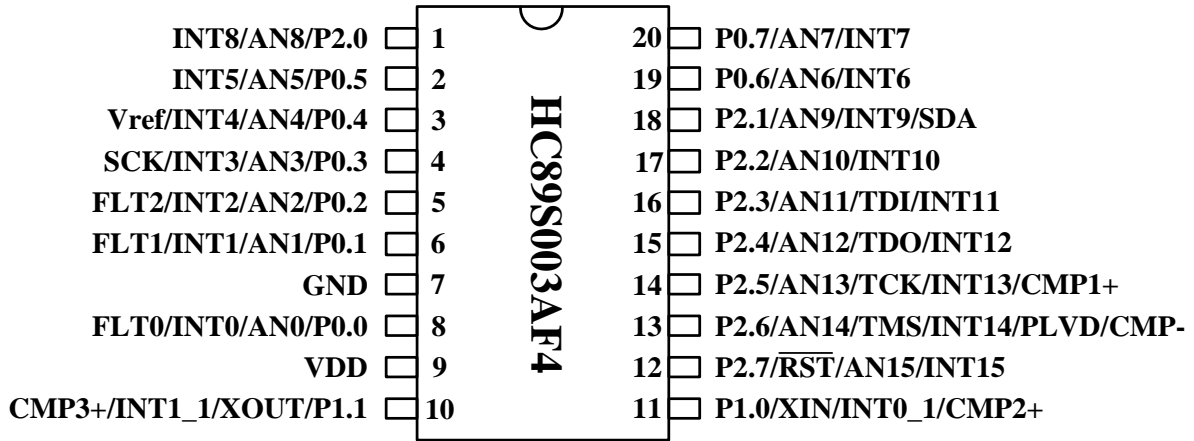 INT8/AN8/P2.0 1 20 P0.7/AN7/INT7
INT5/AN5/P0.5 2 19 P0.6/AN6/INT6
Vref/INT4/AN4/P0.4 3 18 P2.1/AN9/INT9/SDA
SCK/INT3/AN3/P0.3 4 17 P2.2/AN10/INT10
FLT2/INT2/AN2/P0.2 5 16 P2.3/AN11/TDI/INT11
FLT1/INT1/AN1/P0.1 6 15 P2.4/AN12/TDO/INT12
GND 7 14 P2.5/AN13/TCK/INT13/CMP1+
FLT0/INT0/AN0/P0.0 8 13 P2.6/AN14/TMS/INT14/PLVD/CMP-
VDD 9 12 P2.7/RST/AN15/INT15
CMP3+/INT1_1/XOUT/P1.1 10 11 P1.0/XIN/INT0_1/CMP2+
HC89S003AF4